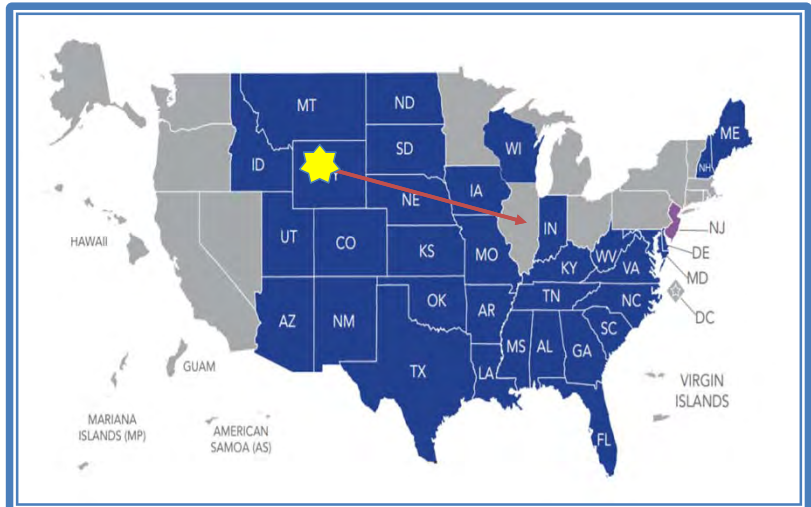 MT
ND
ME
WI
NH
ID
SD
IA
NE
NJ
HAWAII
UT
CO
IN
DE
KS
MO
WV
VA
KY
MD
OK
TN
NC
AZ
NM
AR
DC
SC
MS
AL
GA
GUAM
TX
LA
VIRGIN
ISLANDS
MARIANA
ISLANDS (MP)
AMERICAN
SAMOA (AS)
FL